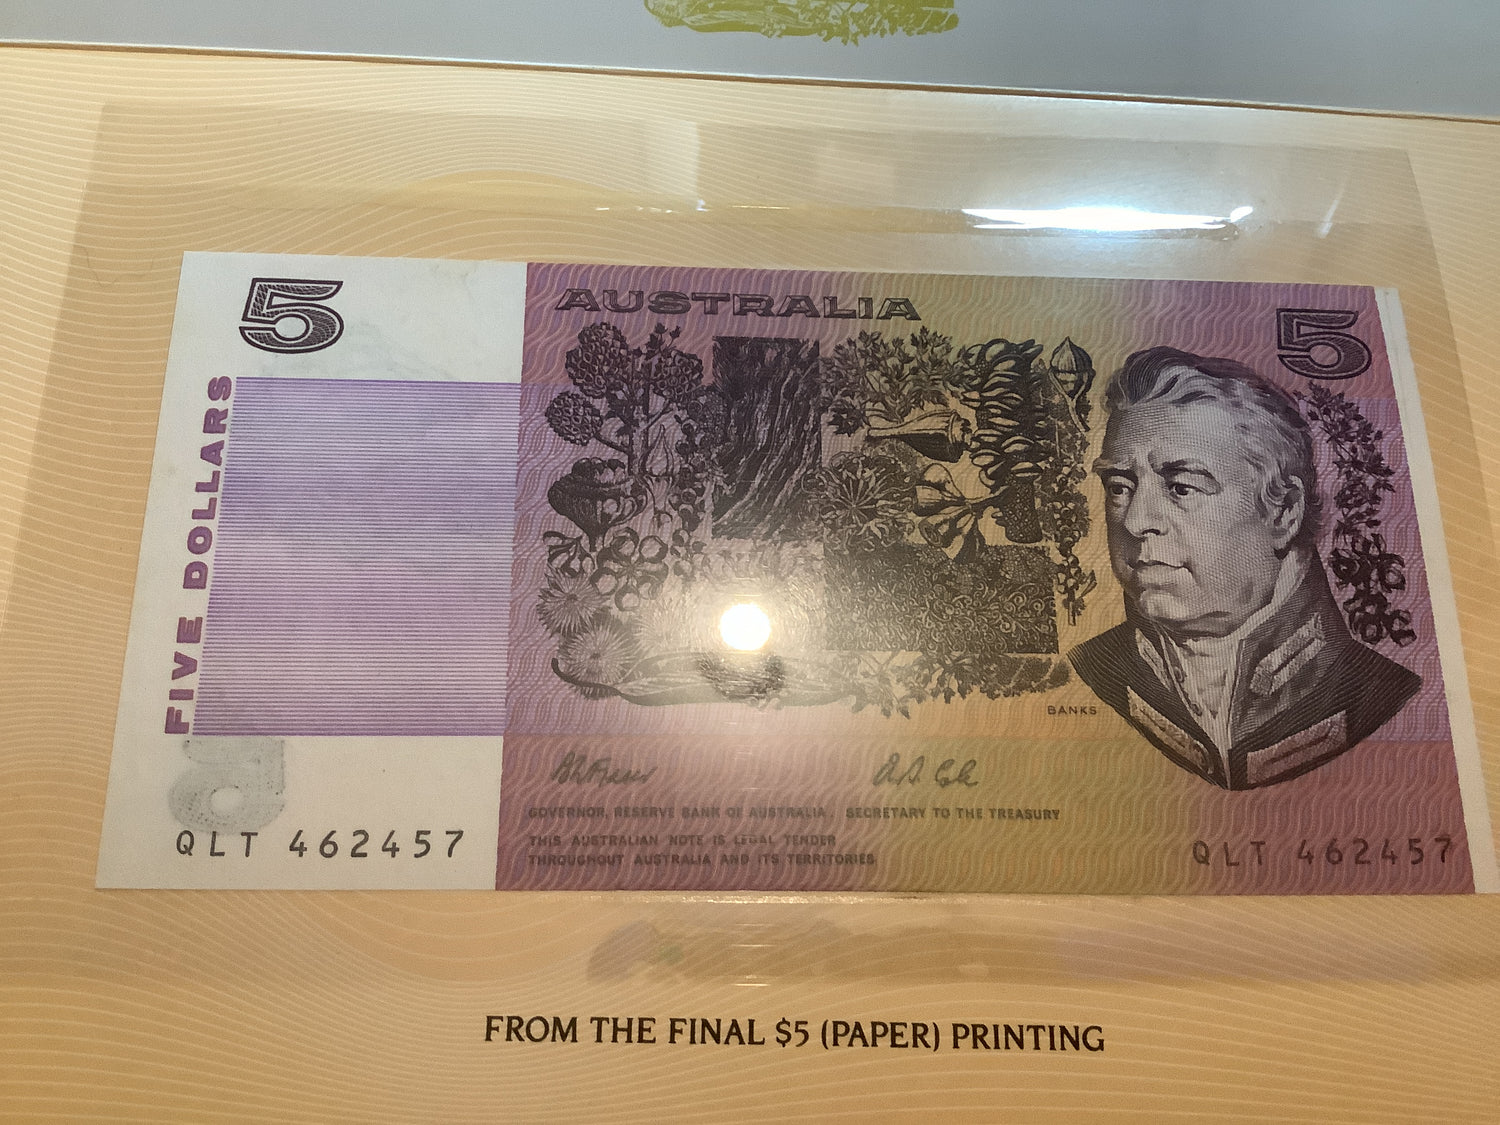 5
AUSTRALIA
5
FIVE DOLLARS
BANKS
GOVERNOR, RESERVE BANK OF AUSTRALIA. SECRETARY TO THE TREASURY
THIS AUSTRALIAN NOTE IS LEGAL TENDER
THROUGHOUT AUSTRALIA AND ITS TERRITORIES
QLT 462457
QLT 462457
FROM THE FINAL $5 (PAPER) PRINTING